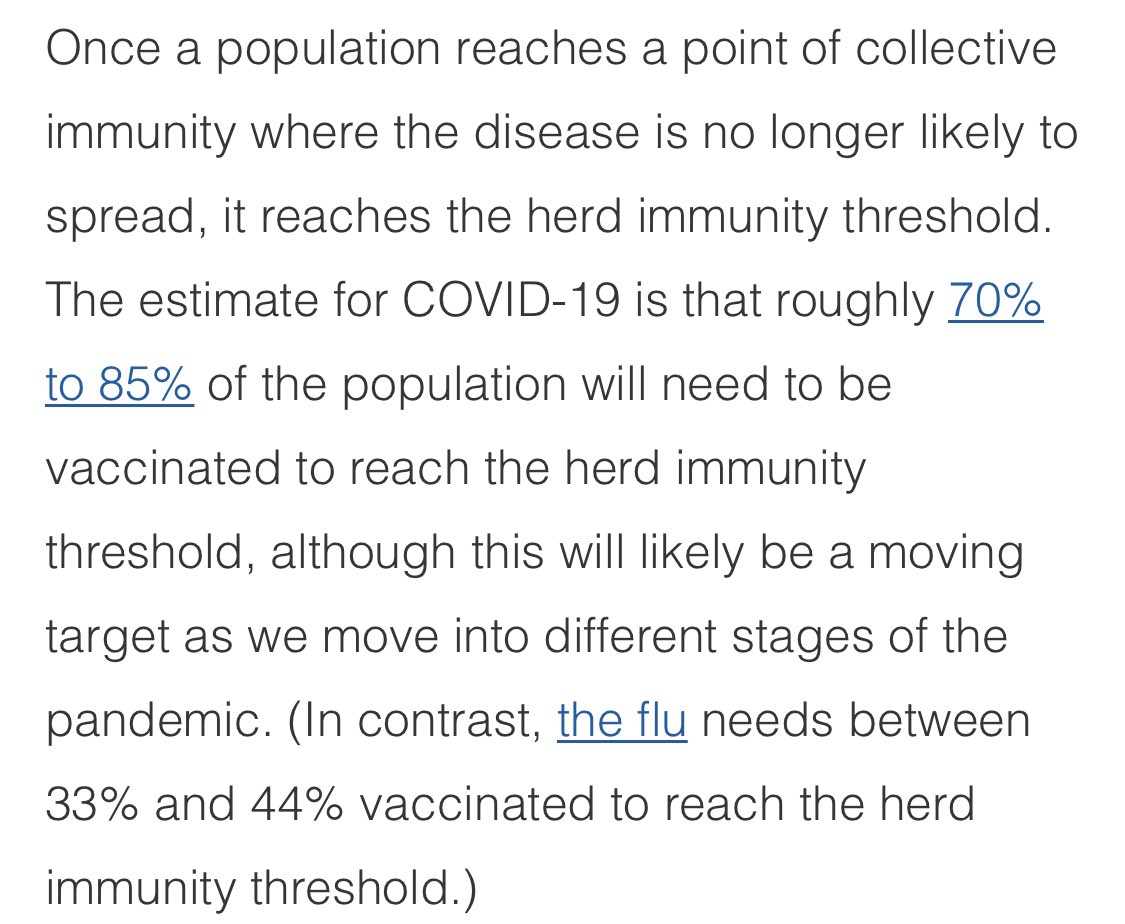 Once a population reaches a point of collective
immunity where the disease is no longer likely to
spread, it reaches the herd immunity threshold.
The estimate for COVID-19 is that roughly 70%
to 85% of the population will need to be
vaccinated to reach the herd immunity
threshold, although this will likely be a moving
target as we move into different stages of the
pandemic. (In contrast, the flu needs between
33% and 44% vaccinated to reach the herd
immunity threshold.)